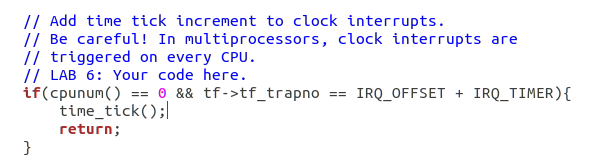 // Add time tick increment to clock interrupts.
// Be careful! In multiprocessors, clock interrupts are
// triggered on every CPU.
// LAB 6: Your code here.
if(cpunum() == 0 && tf->tf_trapno == IRQ_OFFSET + IRQ_TIMER){
    time_tick();
    return;
}